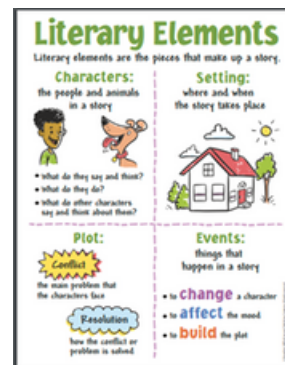 Literary Elements
Literary elements are the pieces that make up a story.
Characters:
the people and animals
in a story
• What do they say and think?
• What do they do?
• What do other characters
say and think about them?
Setting:
where and when
the story takes place
Plot:
Conflict
the main problem that
the characters face
Resolution
how the conflict or
problem is solved
Events:
things that
happen in a story
• to change a character
• to affect the mood
• to build the plot